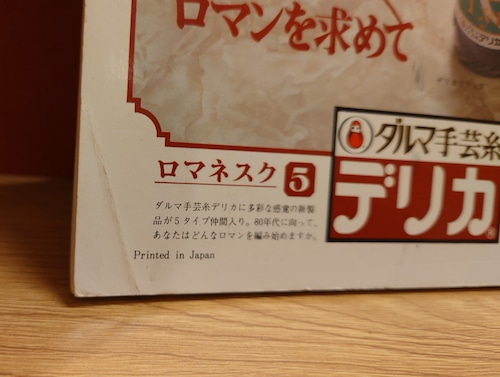 ロマンを求めて
ダルマ手芸糸
デリカ
ロマネスク 5
ダルマ手芸糸デリカに多彩な感覚の新製
品が5タイプ仲間入り。80年代に向って、
あなたはどんなロマンを編み始めますか。
Printed in Japan